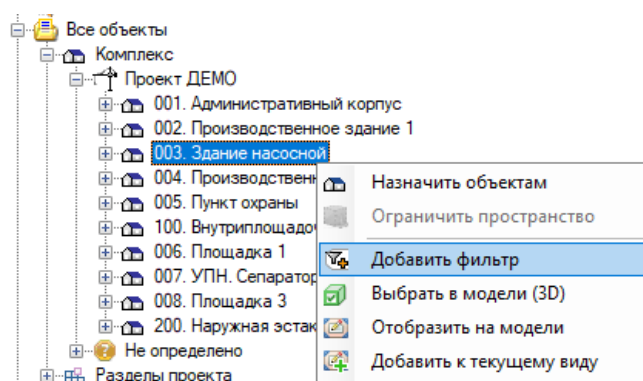 Все объекты
Комплекс
Проект ДЕМО
001. Административный корпус
002. Производственное здание 1
003. Здание насосной
004. Производственн
Назначить объектам
005. Пункт охраны
100. Внутриплощадо
Ограничить пространство
006. Площадка 1
Добавить фильтр
007. УПН. Сепаратор
008. Площадка 3
Выбрать в модели (3D)
200. Наружная эстак
Отобразить на модели
Не определено
Добавить к текущему виду
Разделы проекта